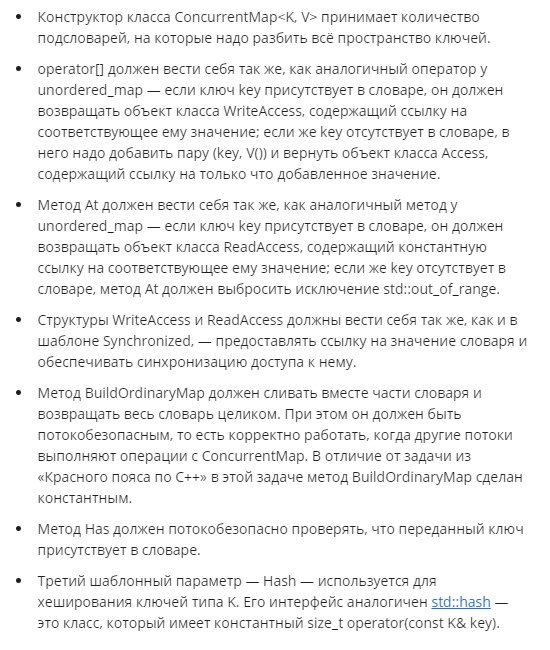 • Конструктор класса ConcurrentMap<K, V> принимает количество
подсловарей, на которые надо разбить всё пространство ключей.
• operator[] должен вести себя так же, как аналогичный оператор у
unordered_map — если ключ key присутствует в словаре, он должен
возвращать объект класса WriteAccess, содержащий ссылку на
соответствующее ему значение; если же key отсутствует в словаре, в
него надо добавить пару (key, V()) и вернуть объект класса Access,
содержащий ссылку на только что добавленное значение.
• Метод At должен вести себя так же, как аналогичный метод у
unordered_map — если ключ key присутствует в словаре, он должен
возвращать объект класса ReadAccess, содержащий константную
ссылку на соответствующее ему значение; если же key отсутствует в
словаре, метод At должен выбросить исключение std::out_of_range.
• Структуры WriteAccess и ReadAccess должны вести себя так же, как и в
шаблоне Synchronized, — предоставлять ссылку на значение словаря и
обеспечивать синхронизацию доступа к нему.
• Метод BuildOrdinaryMap должен сливать вместе части словаря и
возвращать весь словарь целиком. При этом он должен быть
потокобезопасным, то есть корректно работать, когда другие потоки
выполняют операции с ConcurrentMap. В отличие от задачи из
«Красного пояса по C++» в этой задаче метод BuildOrdinaryMap сделан
константным.
• Метод Has должен потокобезопасно проверять, что переданный ключ
присутствует в словаре.
• Третий шаблонный параметр — Hash — используется для
хеширования ключей типа K. Его интерфейс аналогичен std::hash —
это класс, который имеет константный size_t operator(const K& key).